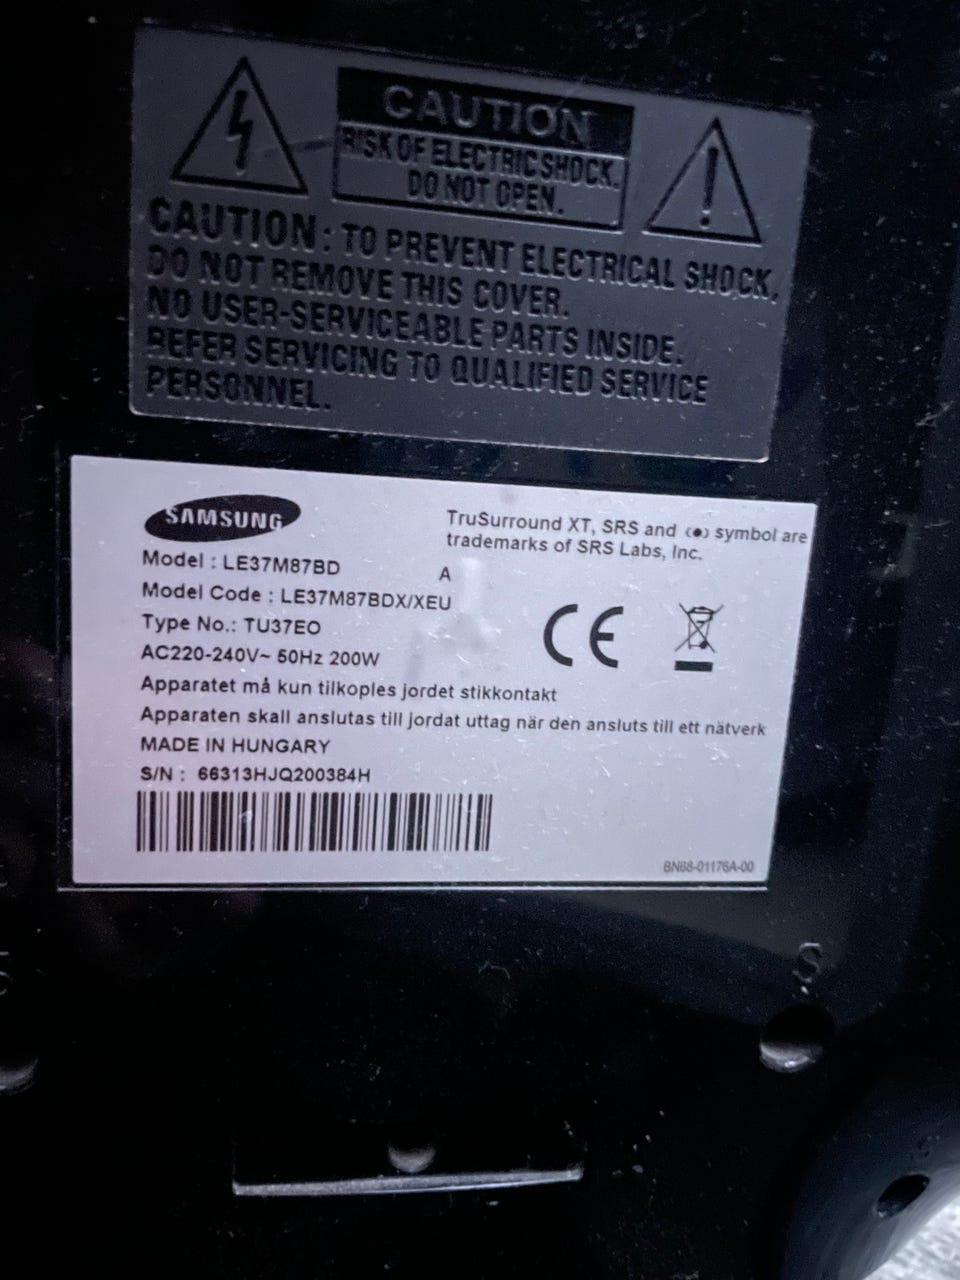 CAUTION
RISK OF ELECTRIC SHOCK.
DO NOT OPEN.
CAUTION : TO PREVENT ELECTRICAL SHOCK,
DO NOT REMOVE THIS COVER.
NO USER-SERVICEABLE PARTS INSIDE.
REFER SERVICING TO QUALIFIED SERVICE
PERSONNEL.
SAMSUNG
TruSurround XT, SRS and (●) symbol are
trademarks of SRS Labs, Inc.
Model : LE37M87BD
A
Model Code : LE37M87BDX/XEU
Type No.: TU37EO
AC220-240V~ 50Hz 200W
CE
Apparatet må kun tilkoples jordet stikkontakt
Apparaten skall anslutas till jordat uttag när den ansluts till ett nätverk
MADE IN HUNGARY
S/N : 66313HJQ200384H
BN68-01176A-00
S